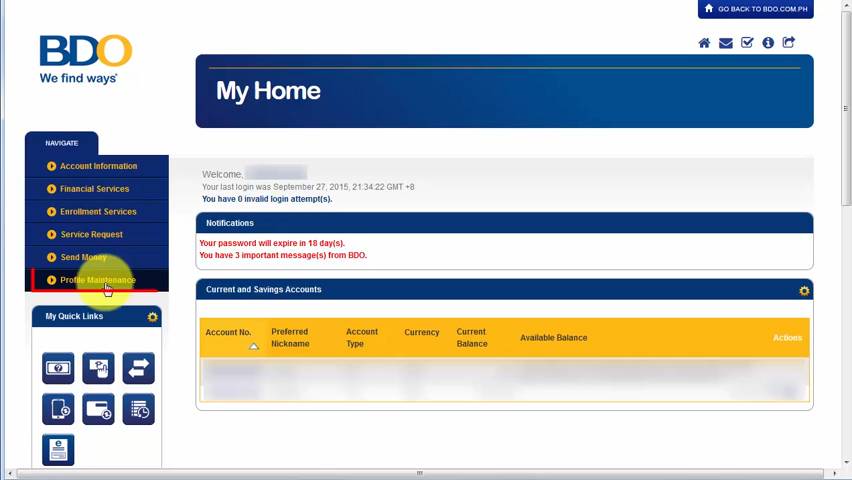 GO BACK TO BDO.COM.PH
BDO
We find ways®
My Home
NAVIGATE
Account Information
Financial Services
Enrollment Services
Service Request
Send Money
Profile Maintenance
My Quick Links
Welcome,
Your last login was September 27, 2015, 21:34:22 GMT +8
You have 0 invalid login attempt(s).
Notifications
Your password will expire in 18 day(s).
You have 3 important message(s) from BDO.
Current and Savings Accounts
Account No.
Preferred
Nickname
Account
Type
Currency
Current
Balance
Available Balance
Actions